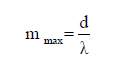 m max = d/λ